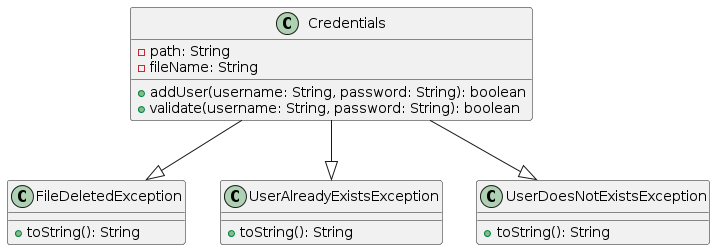 C Credentials
path: String
fileName: String
addUser(username: String, password: String): boolean
validate(username: String, password: String): boolean
C FileDeletedException
toString(): String
C UserAlreadyExistsException
toString(): String
C UserDoesNotExistsException
toString(): String